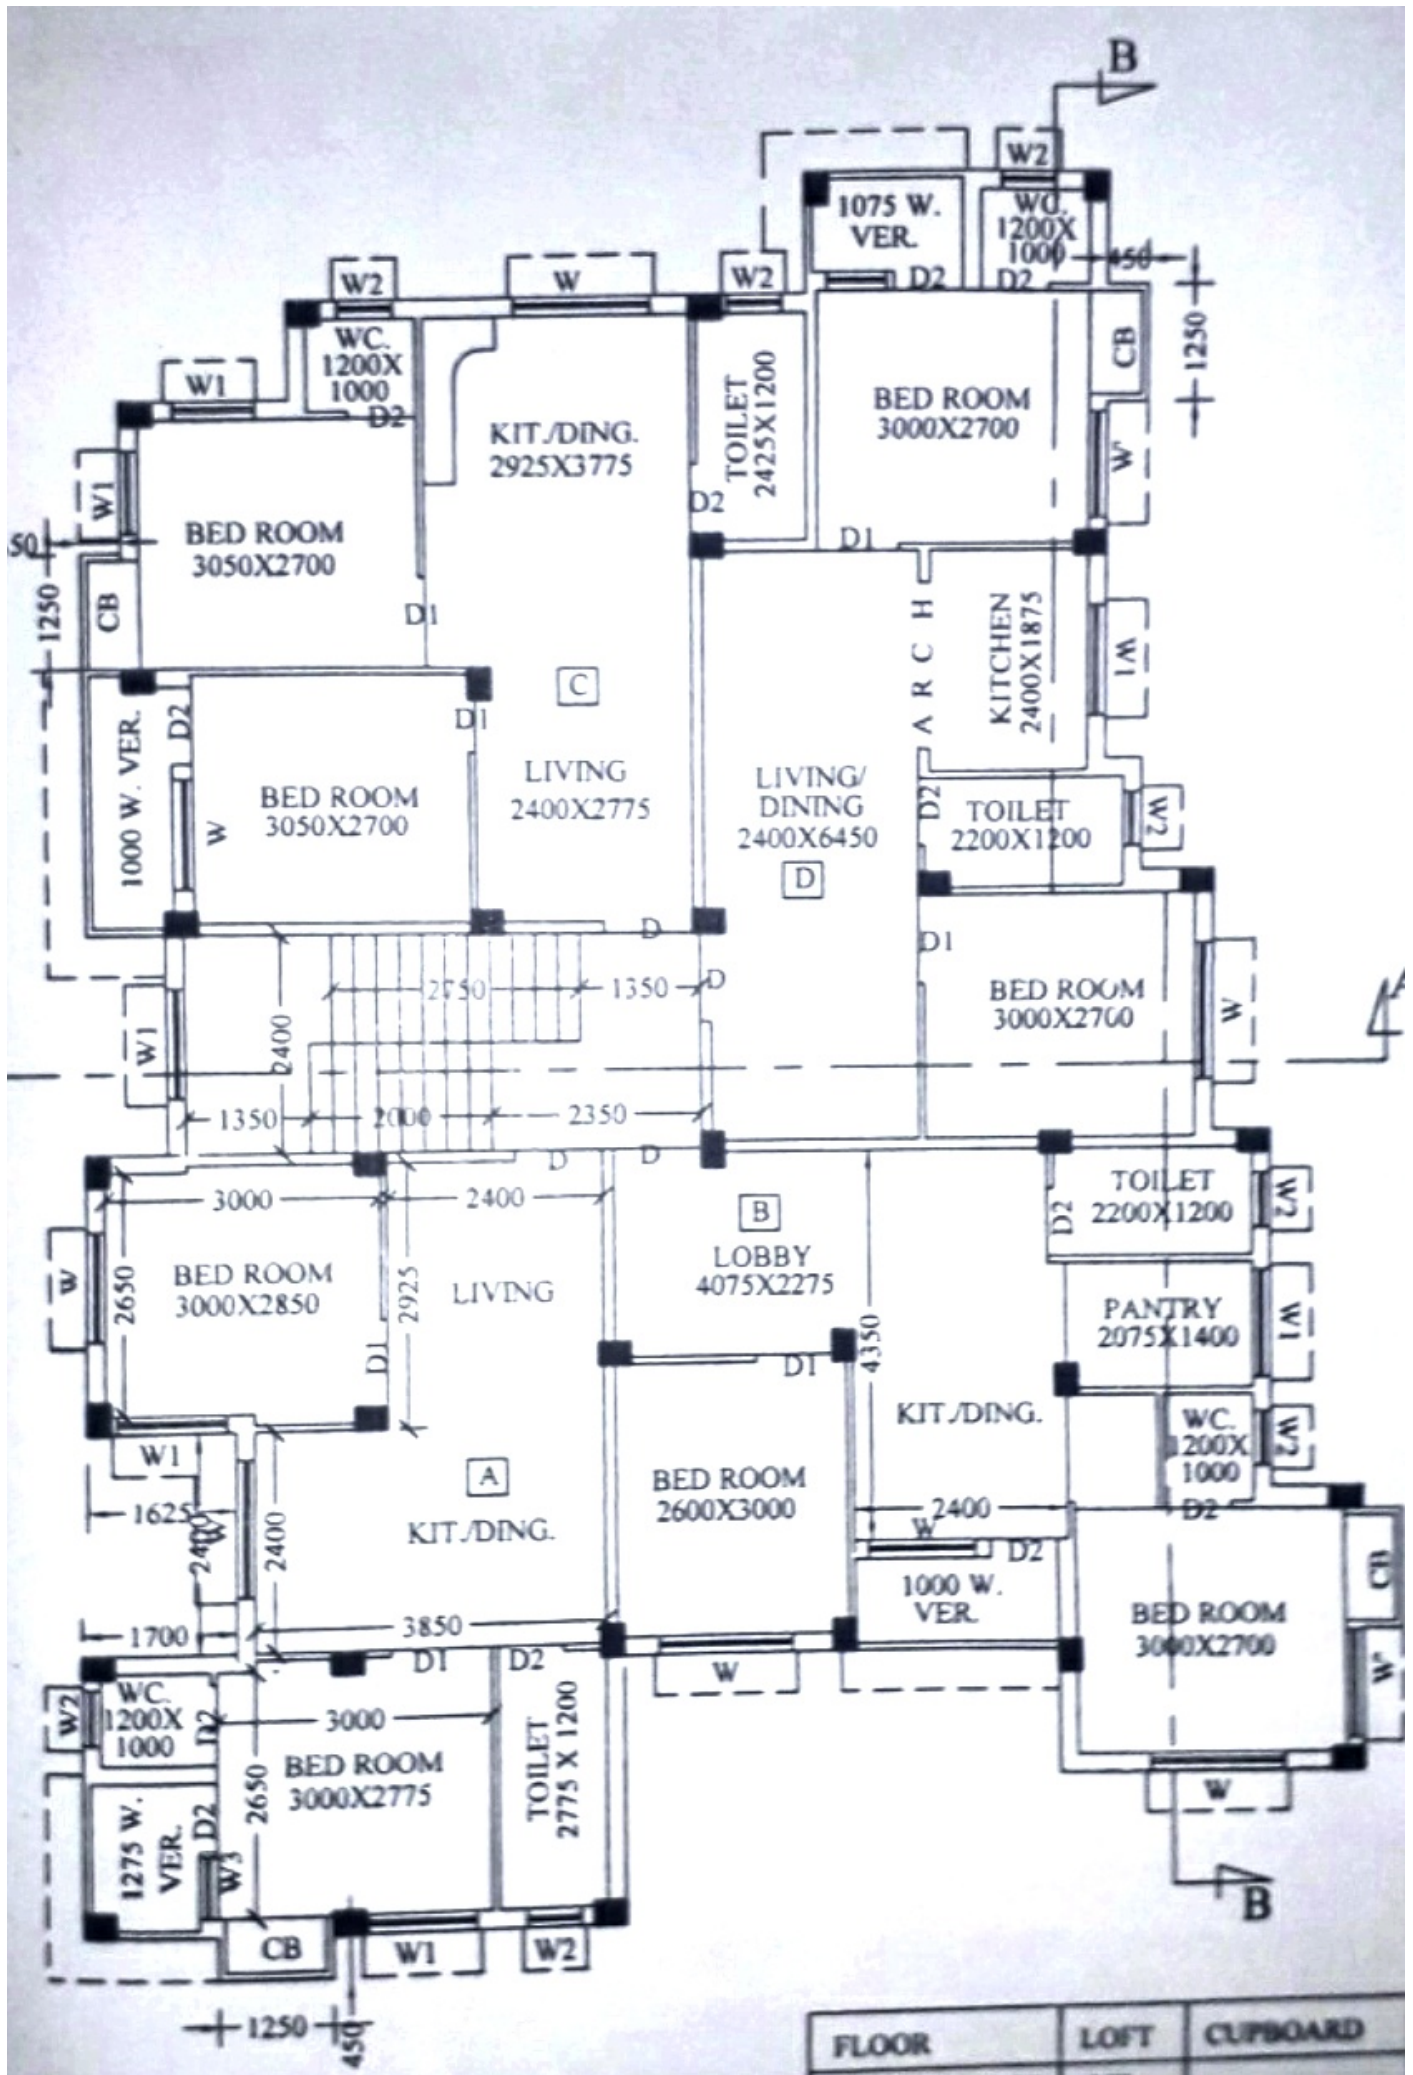 B
W2
1075 W.
VER.
WC.
1200X
1000
D2
D2
450
W2
W
W2
WC.
1200X
1000
D2
CB
1250
W1
KIT./DING.
2925X3775
TOILET
2425X1200
D2
BED ROOM
3000X2700
W
W1
BED ROOM
3050X2700
D1
50
CB
1250
D1
ARCH
KITCHEN
2400X1875
W1
C
D2
1000 W. VER.
W
BED ROOM
3050X2700
D1
LIVING
2400X2775
LIVING/
DINING
2400X6450
D
D2
TOILET
2200X1200
W2
D
D1
2750
1350
D
BED ROOM
3000X2700
W
A
W1
2400
1350
2000
2350
D
D
3000
2400
B
LOBBY
4075X2275
D2
TOILET
2200X1200
W2
W
2650
BED ROOM
3000X2850
2925
LIVING
D1
D1
4350
PANTRY
2075X1400
W1
W1
A
KIT./DING.
WC.
1200X
1000
W2
D2
1625
W
2400
2400
KIT./DING.
BED ROOM
2600X3000
2400
W
D2
1000 W.
VER.
CB
1700
3850
D1
D2
W
BED ROOM
3000X2700
W
W2
WC.
1200X
1000
D2
3000
BED ROOM
3000X2775
2650
TOILET
2775 X 1200
W
1275 W.
VER.
D2
W3
B
CB
W1
W2
1250
450
FLOOR
LOFT
CUPBOARD